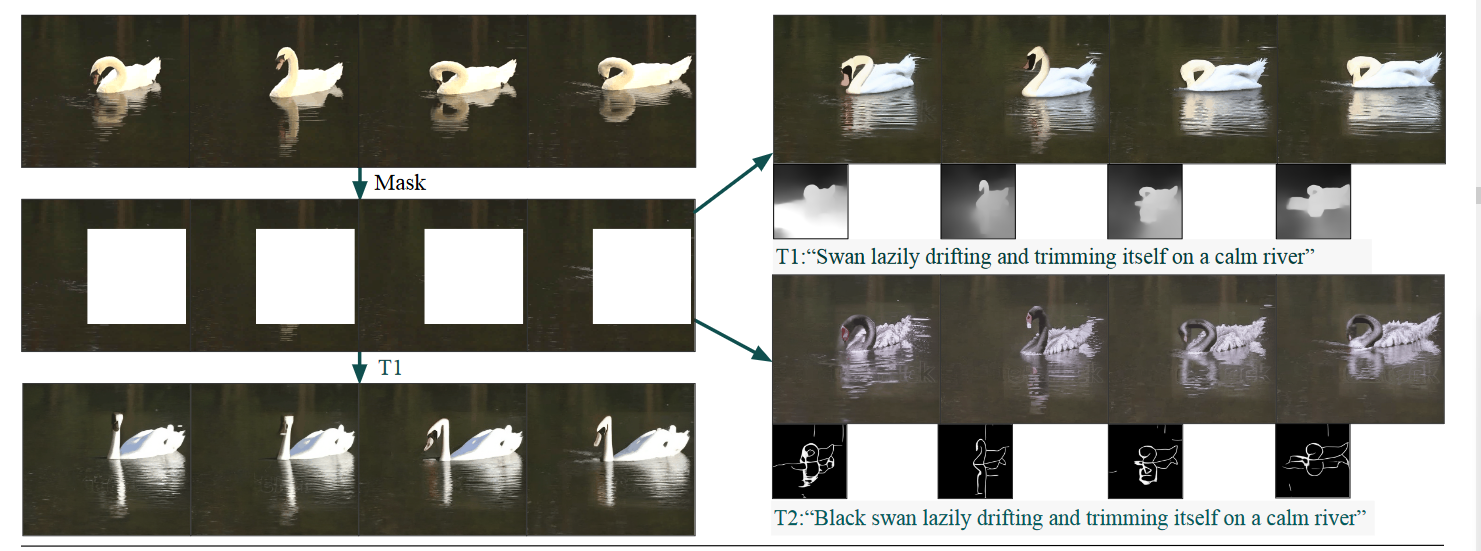 Mask
T1
T1:“Swan lazily drifting and trimming itself on a calm river”
T2:“Black swan lazily drifting and trimming itself on a calm river”